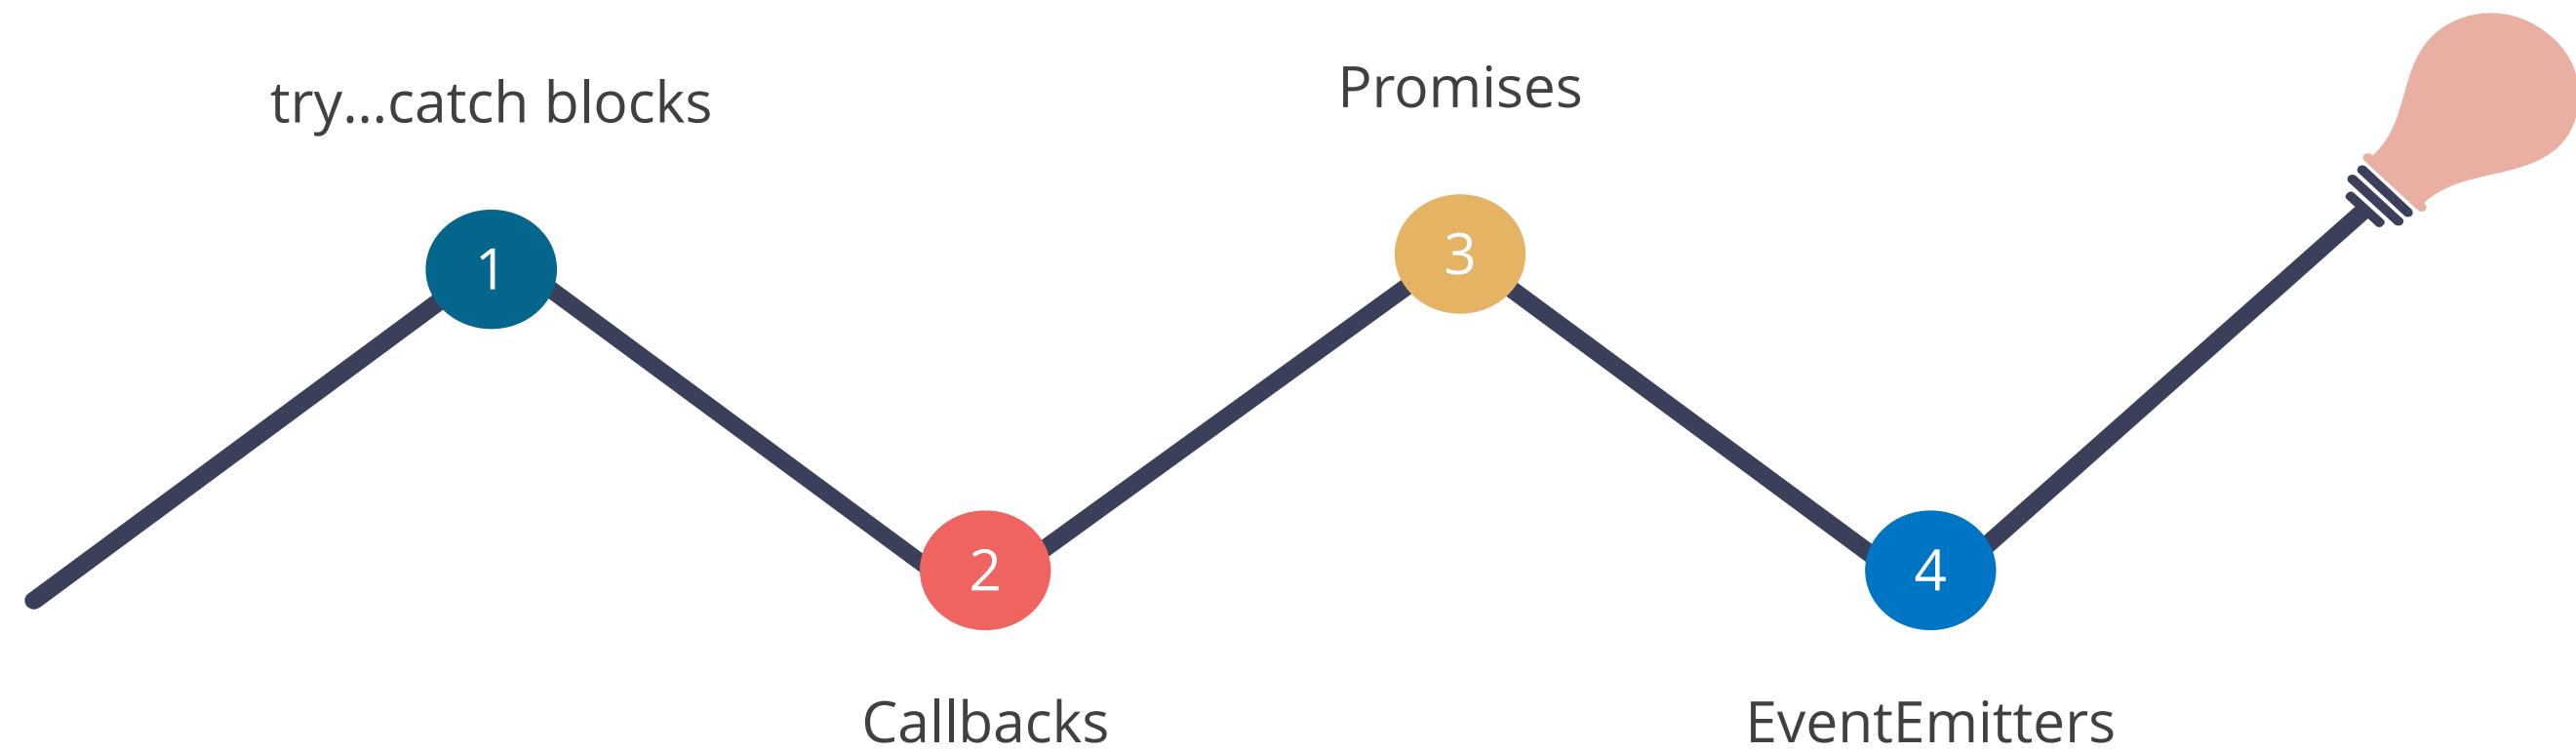 try...catch blocks
1
2
Callbacks
Promises
3
4
EventEmitters